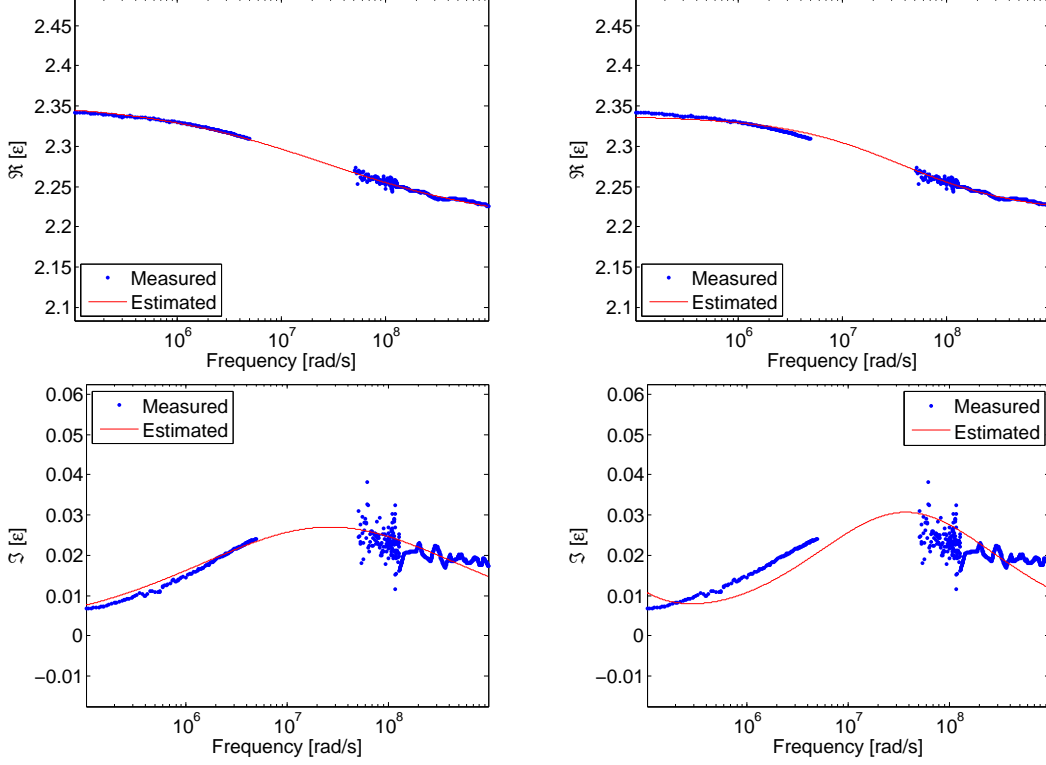 2.45
2.4
2.35
2.3
2.25
2.2
2.15
2.1
ℜ [ε]
Measured
Estimated
10^6
10^7
10^8
Frequency [rad/s]
2.45
2.4
2.35
2.3
2.25
2.2
2.15
2.1
ℜ [ε]
Measured
Estimated
10^6
10^7
10^8
Frequency [rad/s]
0.06
0.05
0.04
0.03
0.02
0.01
0
−0.01
ℑ [ε]
Measured
Estimated
10^6
10^7
10^8
Frequency [rad/s]
0.06
0.05
0.04
0.03
0.02
0.01
0
−0.01
ℑ [ε]
Measured
Estimated
10^6
10^7
10^8
Frequency [rad/s]